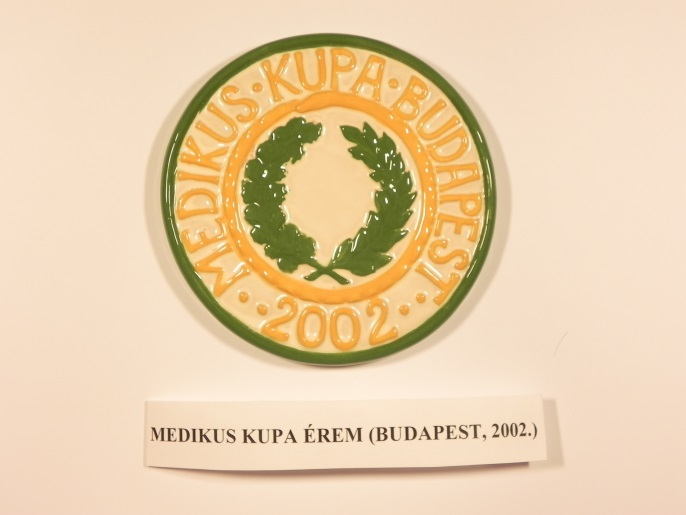 MEDIKUS·KUPA·BUDAPEST
··2002··
MEDIKUS KUPA ÉREM (BUDAPEST, 2002.)